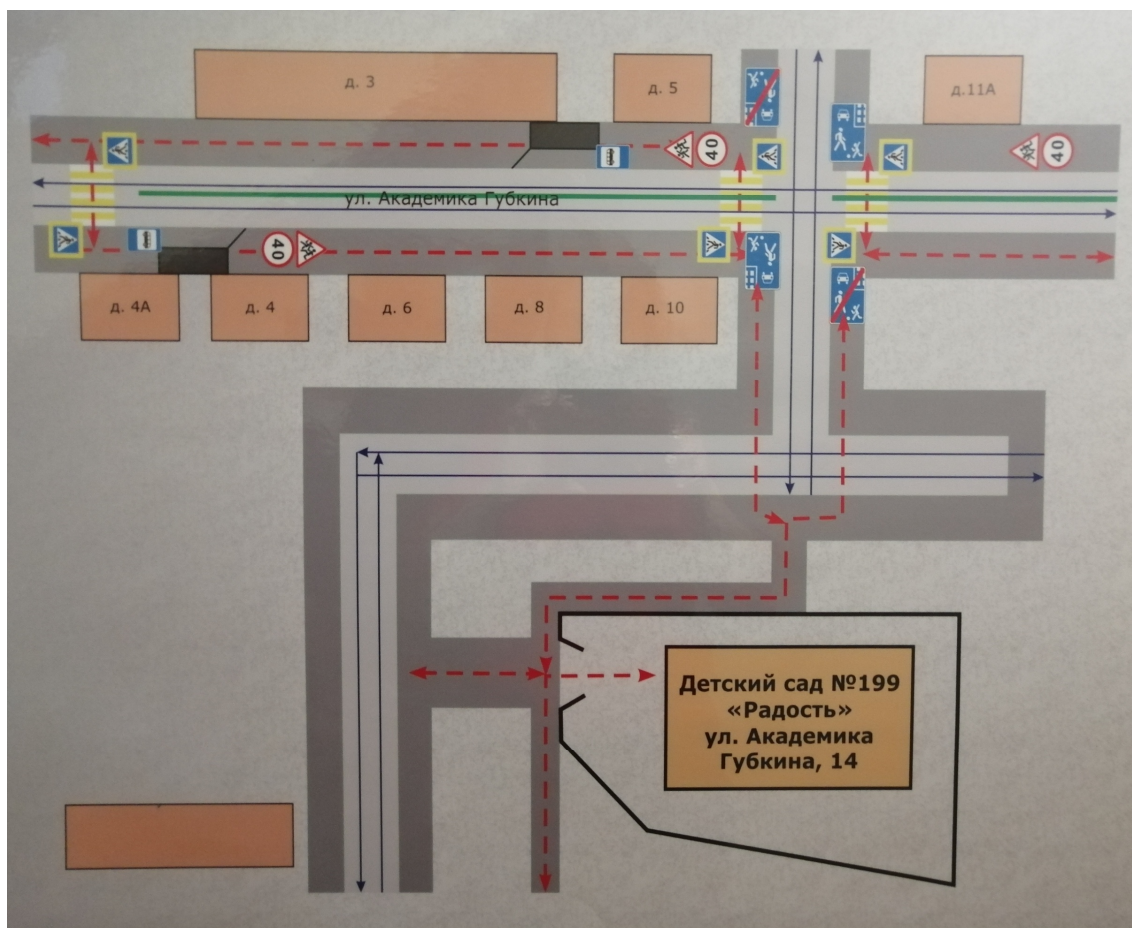 д. 3
д. 5
д.11А
40
40
ул. Академика Губкина
40
д. 4А
д. 4
д. 6
д. 8
д. 10
Детский сад №199
«Радость»
ул. Академика
Губкина, 14